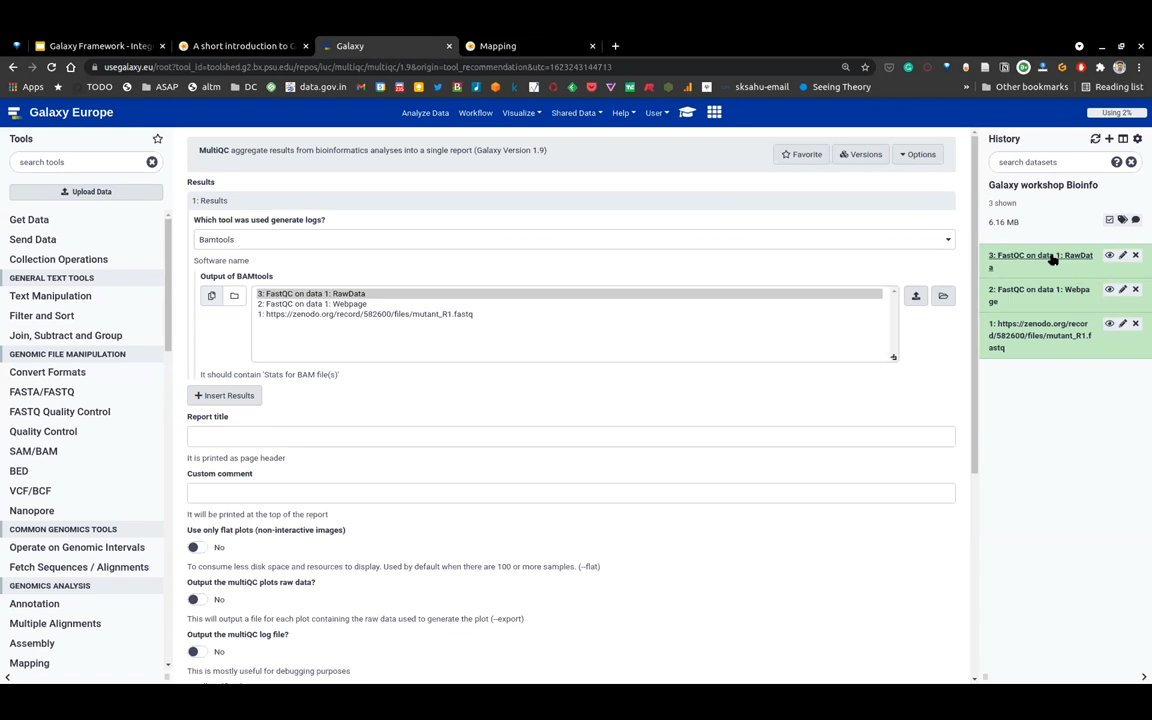 Galaxy Framework - Integ
A short introduction to G
Galaxy
Mapping
usegalaxy.eu/root?tool_id=toolshed.g2.bx.psu.edu/repos/luc/multiqc/multiqc/1.9&origin=tool_recommendation&utc=1623243144713
Apps TODO ASAP altm DC data.gov.in sksahu-email Seeing Theory » Other bookmarks Reading list
Galaxy Europe
Analyze Data Workflow Visualize Shared Data Help User
Using 2%
Tools
search tools
Upload Data
Get Data
Send Data
Collection Operations
GENERAL TEXT TOOLS
Text Manipulation
Filter and Sort
Join, Subtract and Group
GENOMIC FILE MANIPULATION
Convert Formats
FASTA/FASTQ
FASTQ Quality Control
Quality Control
SAM/BAM
BED
VCF/BCF
Nanopore
COMMON GENOMICS TOOLS
Operate on Genomic Intervals
Fetch Sequences / Alignments
GENOMICS ANALYSIS
Annotation
Multiple Alignments
Assembly
Mapping
MultiQC aggregate results from bioinformatics analyses into a single report (Galaxy Version 1.9)
Favorite Versions Options
Results
1: Results
Which tool was used generate logs?
Bamtools
Software name
Output of BAMtools
3: FastQC on data 1: RawData
2: FastQC on data 1: Webpage
1: https://zenodo.org/record/582600/files/mutant_R1.fastq
It should contain 'Stats for BAM file(s)'
Insert Results
Report title
It is printed as page header
Custom comment
It will be printed at the top of the report
Use only flat plots (non-interactive images)
No
To consume less disk space and resources to display. Used by default when there are 100 or more samples. (--flat)
Output the multiQC plots raw data?
No
This will output a file for each plot containing the raw data used to generate the plot (--export)
Output the multiQC log file?
No
This is mostly useful for debugging purposes
History
search datasets
Galaxy workshop Bioinfo
3 shown
6.16 MB
3: FastQC on data 1: RawDat
a
2: FastQC on data 1: Webpa
ge
1: https://zenodo.org/recor
d/582600/files/mutant_R1.f
astq